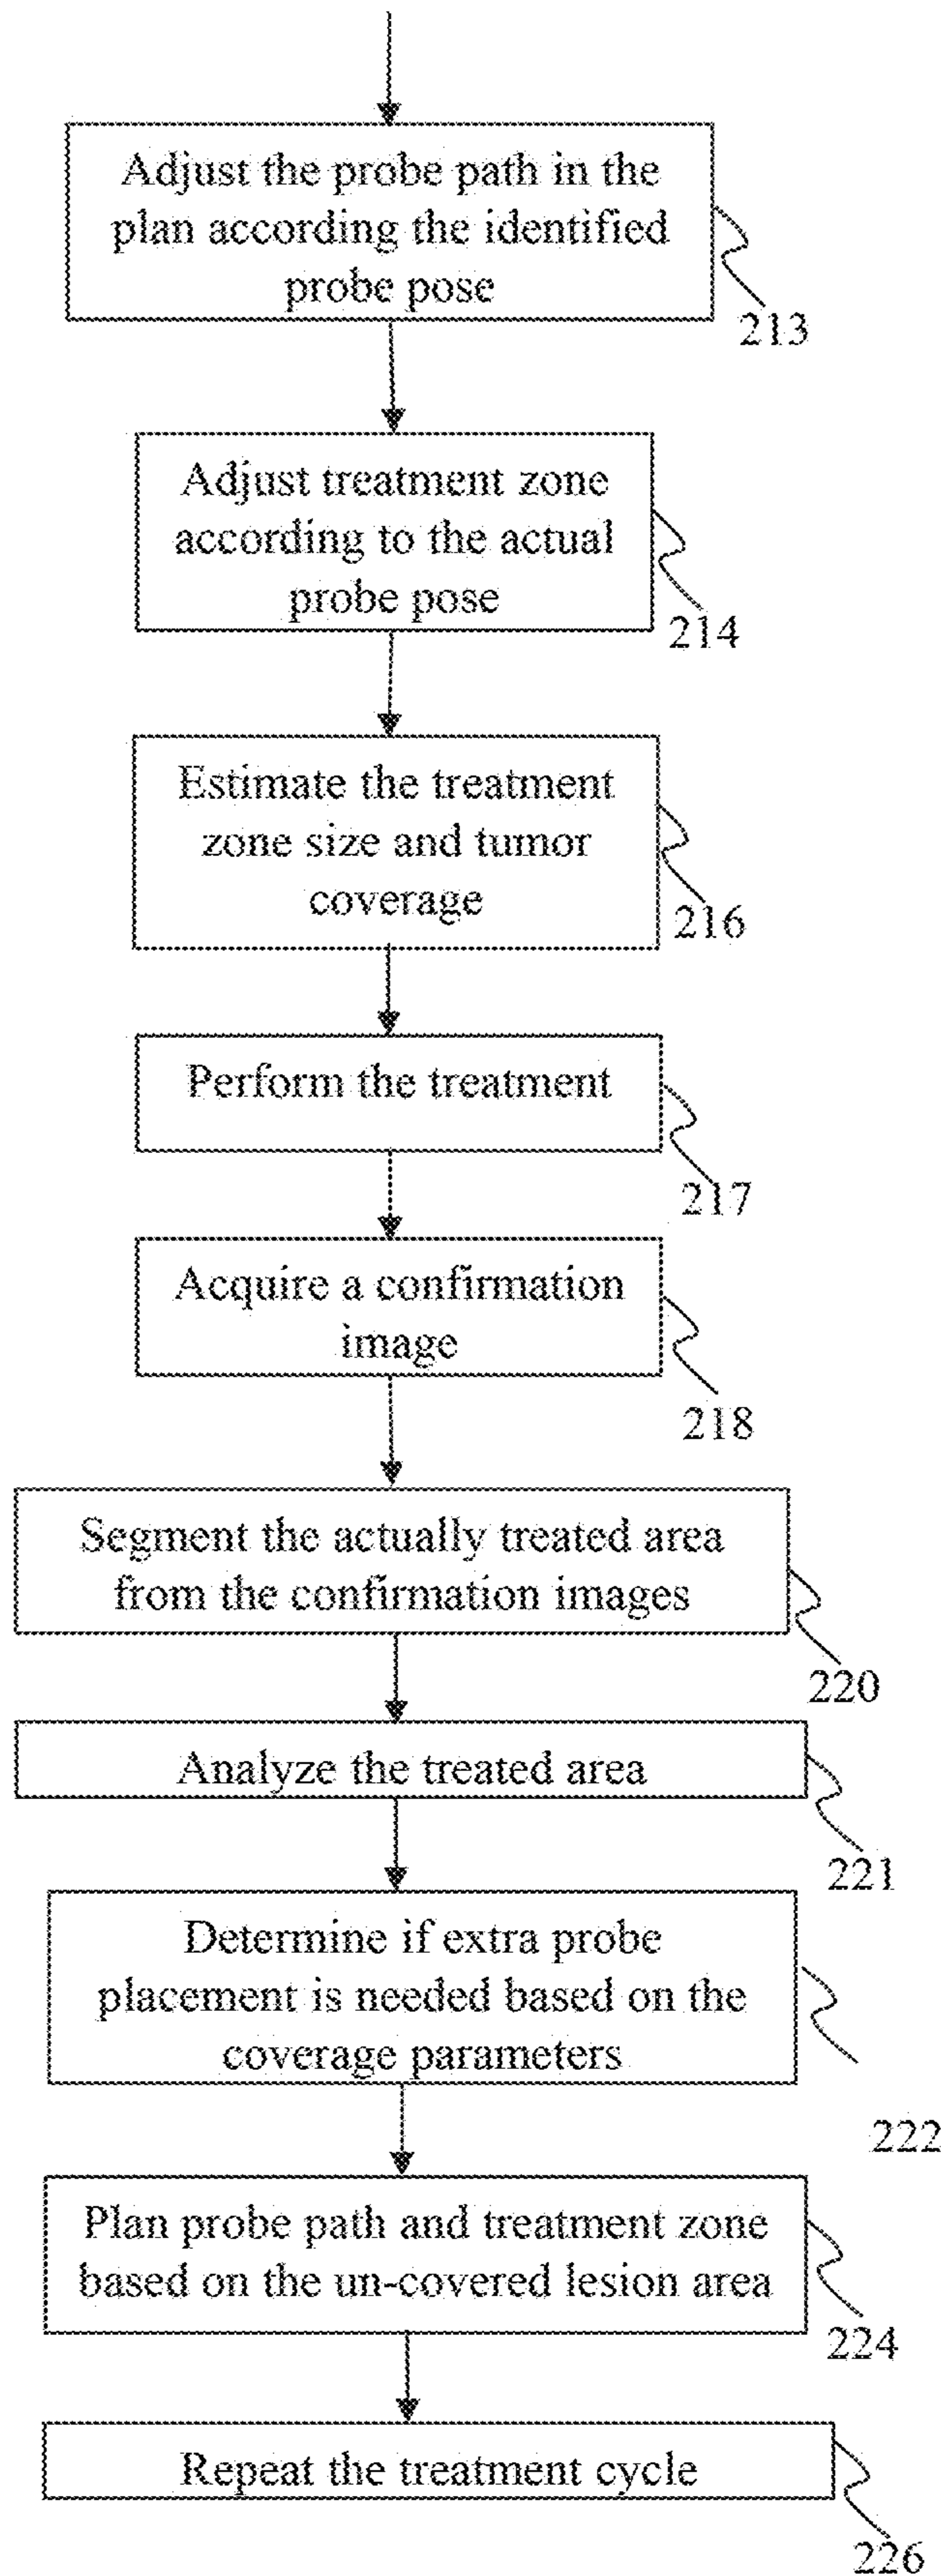 Adjust the probe path in the
plan according the identified
probe pose
213
Adjust treatment zone
according to the actual
probe pose
214
Estimate the treatment
zone size and tumor
coverage
216
Perform the treatment
217
Acquire a confirmation
image
218
Segment the actually treated area
from the confirmation images
220
Analyze the treated area
221
Determine if extra probe
placement is needed based on the
coverage parameters
222
Plan probe path and treatment zone
based on the un-covered lesion area
224
Repeat the treatment cycle
226